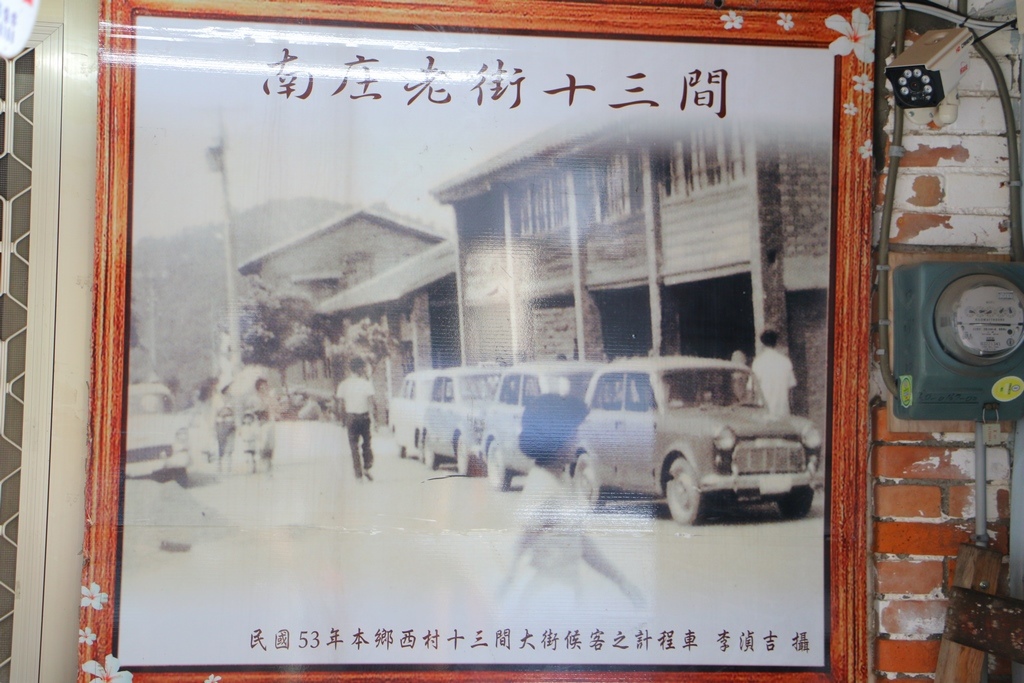 南庄老街十三間
民國53年本鄉西村十三間大街候客之計程車 李湞吉 攝